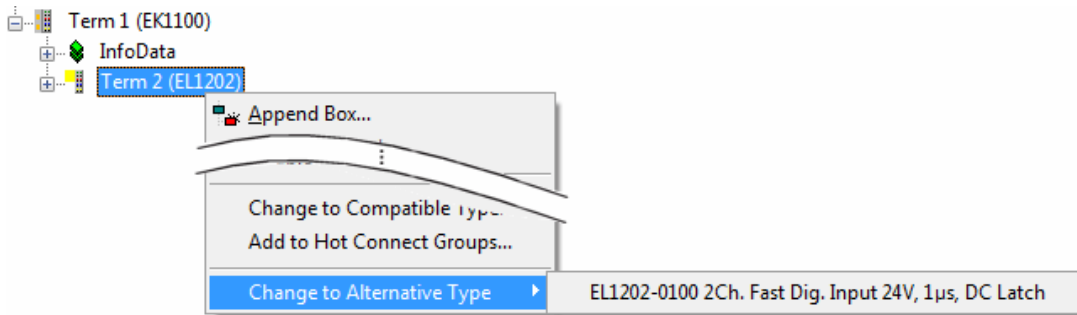 Term 1 (EK1100)
InfoData
Term 2 (EL1202)
Append Box...
Change to Compatible
Add to Hot Connect Groups...
Change to Alternative Type
EL1202-0100 2Ch. Fast Dig. Input 24V, 1µs, DC Latch